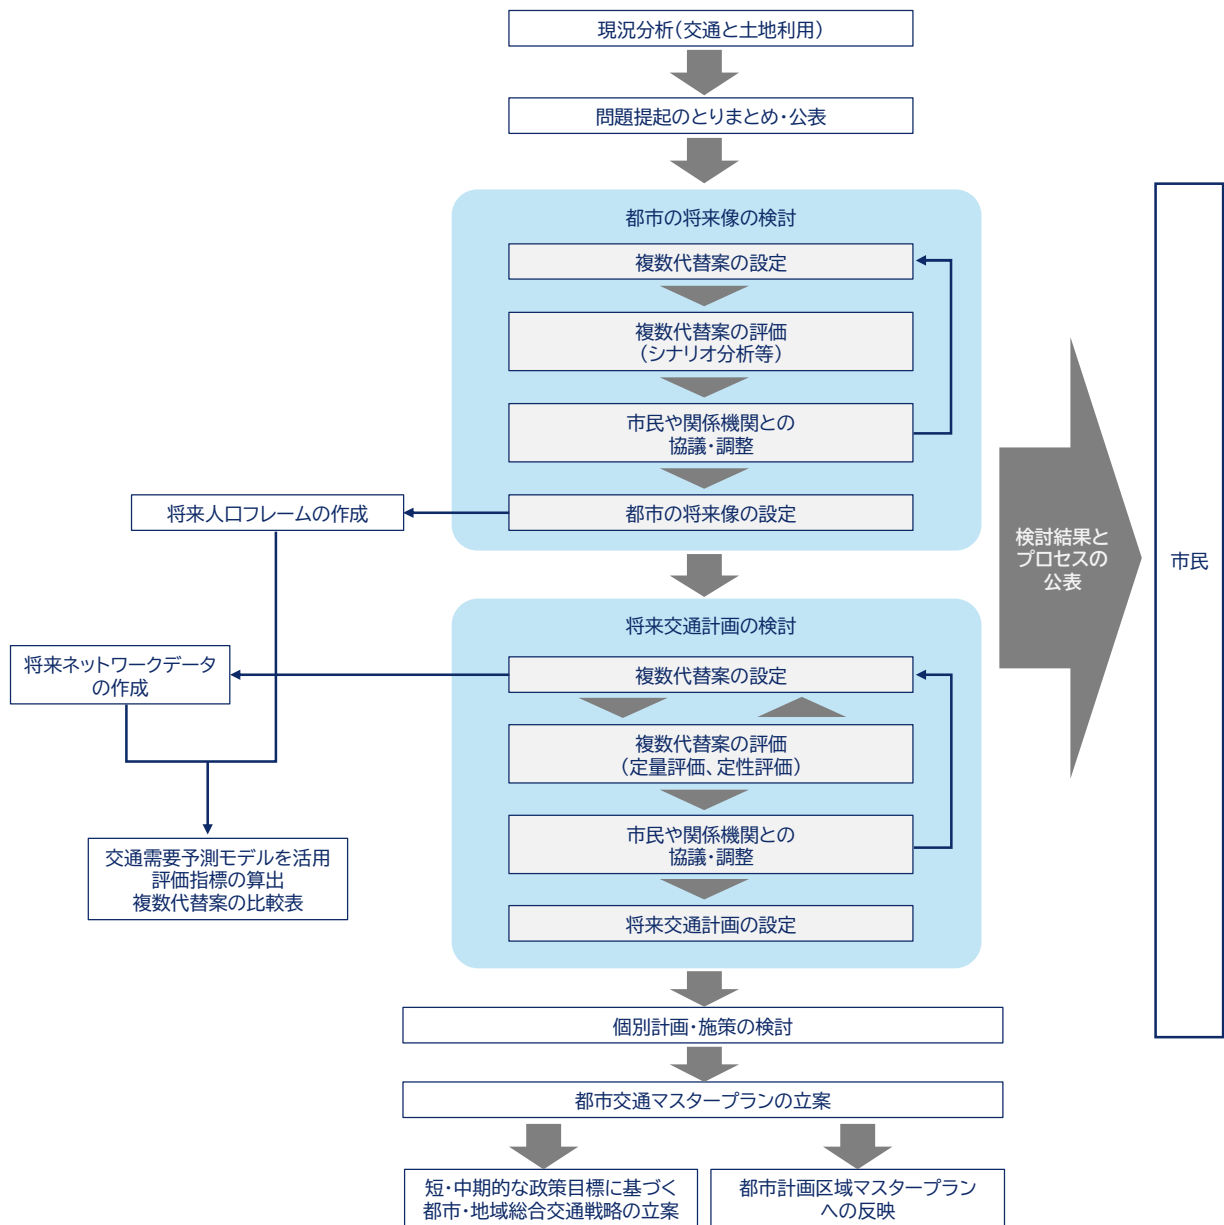 現況分析(交通と土地利用)
問題提起のとりまとめ・公表
都市の将来像の検討
複数代替案の設定
複数代替案の評価
(シナリオ分析等)
市民や関係機関との
協議・調整
都市の将来像の設定
将来人口フレームの作成
検討結果と
プロセスの
公表
市民
将来交通計画の検討
複数代替案の設定
将来ネットワークデータ
の作成
複数代替案の評価
(定量評価、定性評価)
市民や関係機関との
協議・調整
交通需要予測モデルを活用
評価指標の算出
複数代替案の比較表
将来交通計画の設定
個別計画・施策の検討
都市交通マスタープランの立案
短・中期的な政策目標に基づく
都市・地域総合交通戦略の立案
都市計画区域マスタープラン
への反映